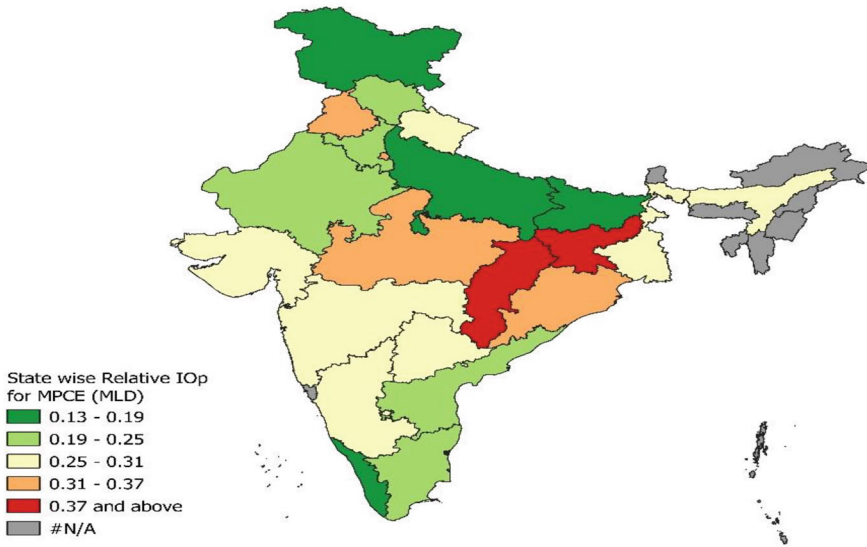 State wise Relative IOp
for MPCE (MLD)
0.13 - 0.19
0.19 - 0.25
0.25 - 0.31
0.31 - 0.37
0.37 and above
#N/A